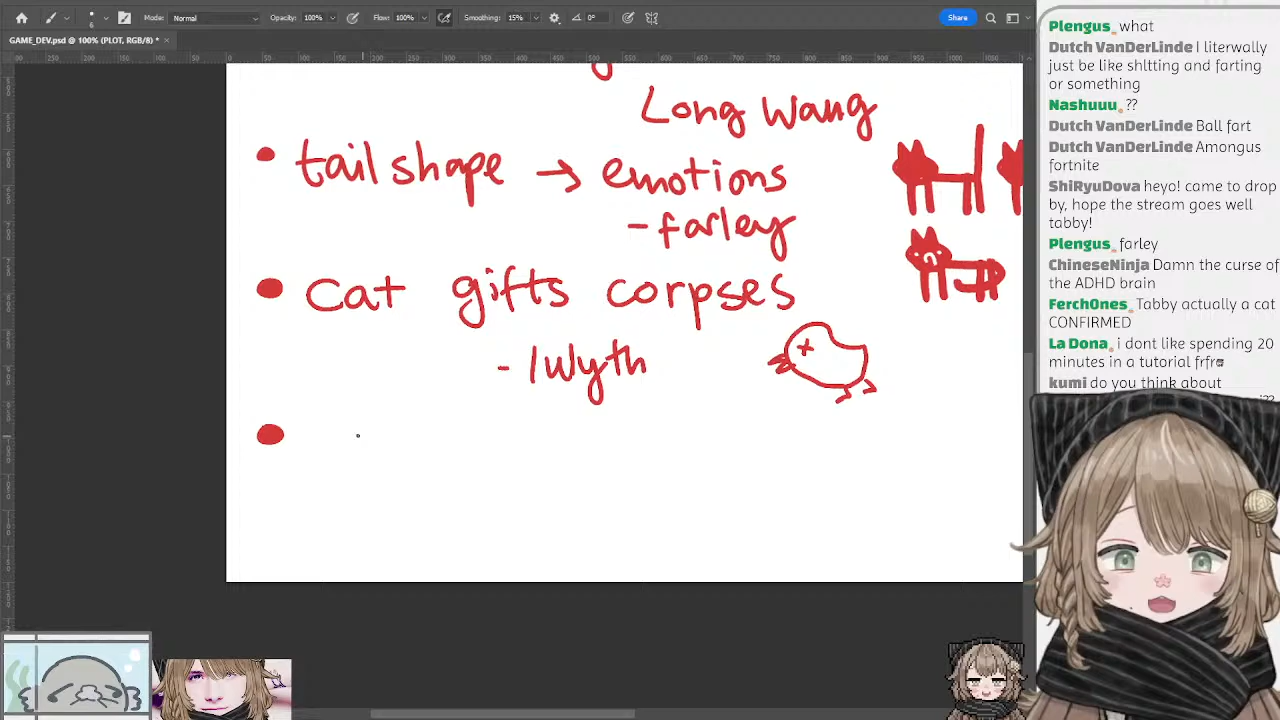 Mode: Normal Opacity: 100% Flow: 100% Smoothing: 15% 0° Share
6
GAME_DEV.psd @ 100% (PLOT, RGB/8) * ×
Long Wang
• tail shape → emotions
- farley
• cat gifts corpses
- lwyth
•
Plengus what
Dutch VanDerLinde I literwally
just be like shltting and farting
or something
Nashuuu ??
Dutch VanDerLinde Ball fart
Dutch VanDerLinde Amongus
fortnite
ShiRyuDova heyo! came to drop
by, hope the stream goes well
tabby!
Plengus farley
ChineseNinja Damn the curse of
the ADHD brain
FerchOnes Tabby actually a cat
CONFIRMED
La Dona i dont like spending 20
minutes in a tutorial frfr
kumi do you think about